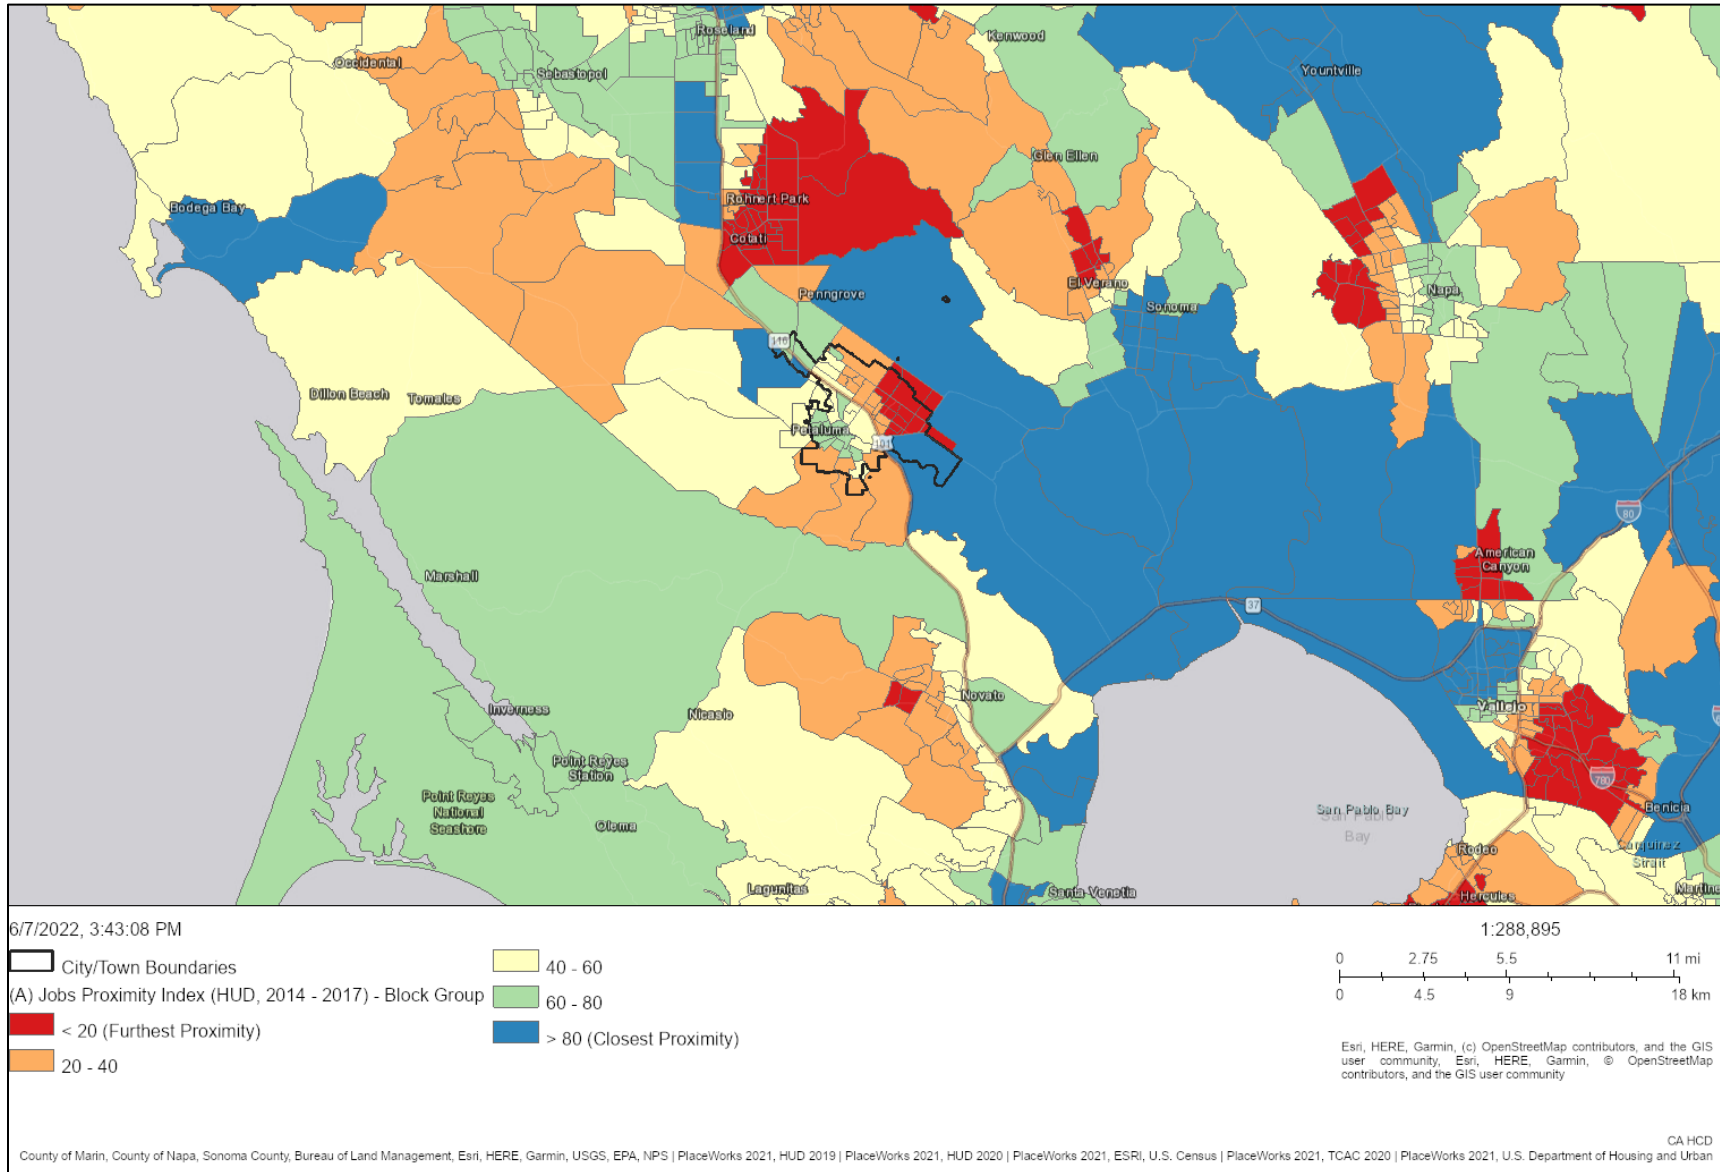 Roseland
Kenwood
Occidental
Sebastopol
Yountville
Glen Ellen
Rohnert Park
Bodega Bay
Cotati
El Verano
Penngrove
Sonoma
Napa
116
Dillon Beach
Tomales
Petaluma
101
80
American
Canyon
Marshall
37
Novato
Inverness
Nicasio
Vallejo
Point Reyes
Station
780
Point Reyes
National
Seashore
Olema
San Pablo Bay
San Pablo
Bay
Benicia
Carquinez
Strait
Rodeo
Lagunitas
Santa Venetia
Hercules
Martinez
6/7/2022, 3:43:08 PM
City/Town Boundaries
(A) Jobs Proximity Index (HUD, 2014 - 2017) - Block Group
< 20 (Furthest Proximity)
20 - 40
40 - 60
60 - 80
> 80 (Closest Proximity)
1:288,895
0 2.75 5.5 11 mi
0 4.5 9 18 km
Esri, HERE, Garmin, (c) OpenStreetMap contributors, and the GIS
user community, Esri, HERE, Garmin, © OpenStreetMap
contributors, and the GIS user community
CA HCD
County of Marin, County of Napa, Sonoma County, Bureau of Land Management, Esri, HERE, Garmin, USGS, EPA, NPS | PlaceWorks 2021, HUD 2019 | PlaceWorks 2021, HUD 2020 | PlaceWorks 2021, ESRI, U.S. Census | PlaceWorks 2021, TCAC 2020 | PlaceWorks 2021, U.S. Department of Housing and Urban